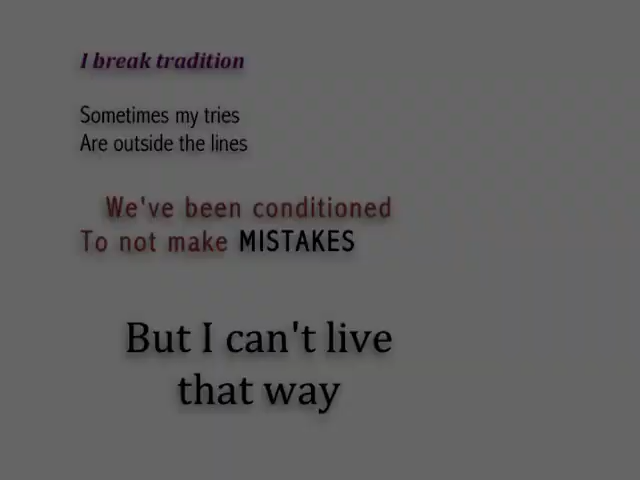 I break tradition
Sometimes my tries
Are outside the lines
We've been conditioned
To not make MISTAKES
But I can't live
that way